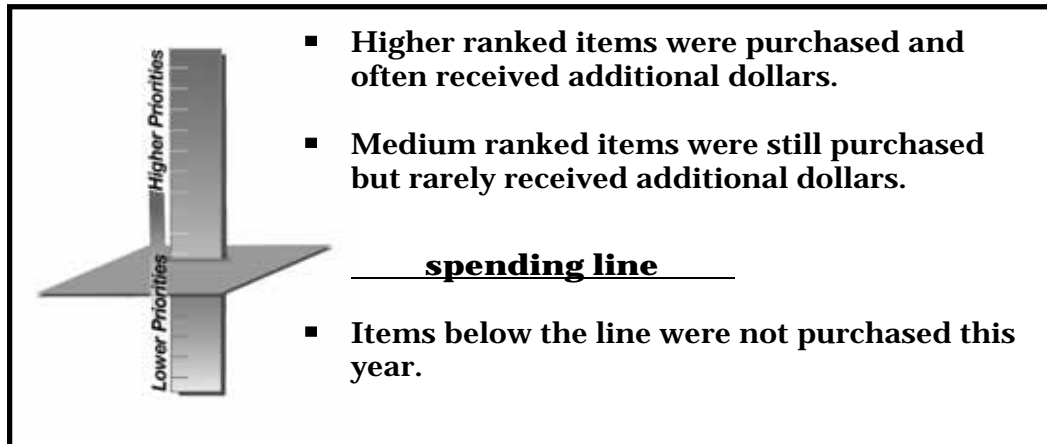 Higher Priorities
Lower Priorities
▪ Higher ranked items were purchased and
often received additional dollars.
▪ Medium ranked items were still purchased
but rarely received additional dollars.
spending line
▪ Items below the line were not purchased this
year.